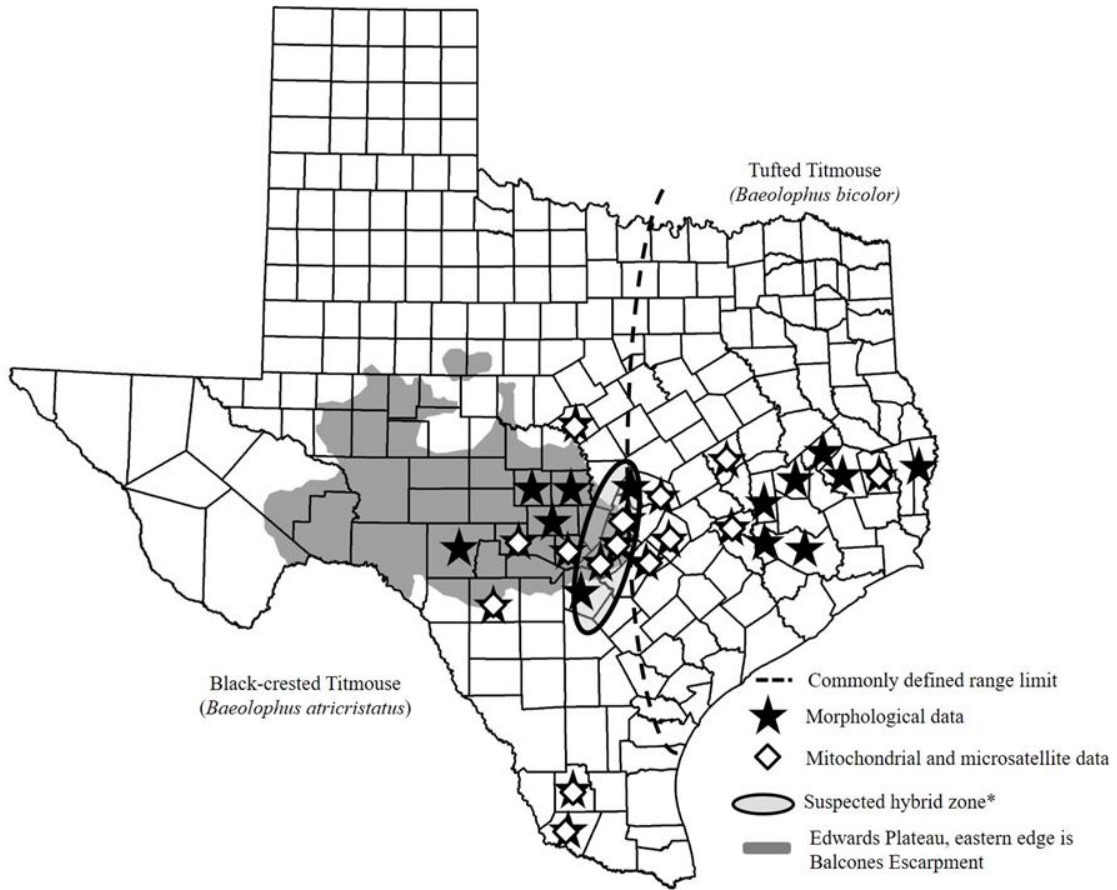 Tufted Titmouse
(Baeolophus bicolor)
Black-crested Titmouse
(Baeolophus atricristatus)
Commonly defined range limit
Morphological data
Mitochondrial and microsatellite data
Suspected hybrid zone*
Edwards Plateau, eastern edge is
Balcones Escarpment